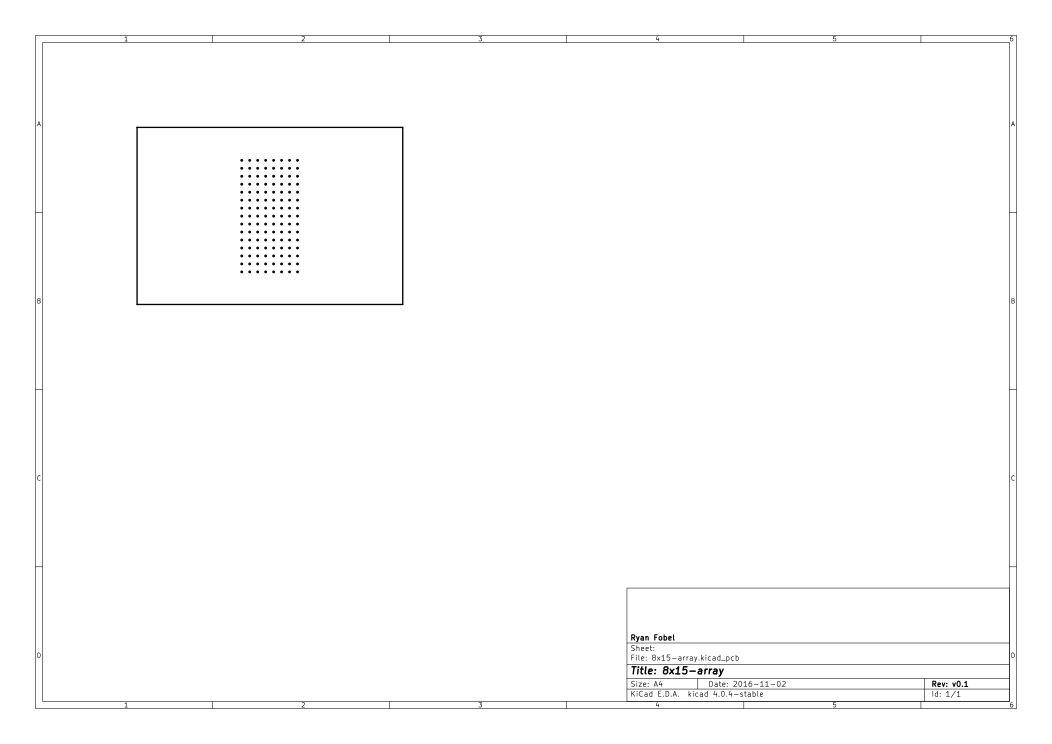 1 2 3 4 5 6
A A
B B
C C
Ryan Fobel
Sheet:
File: 8x15-array.kicad_pcb
D D
Title: 8x15-array
Size: A4 Date: 2016-11-02 Rev: v0.1
KiCad E.D.A. kicad 4.0.4-stable Id: 1/1
1 2 3 4 5 6